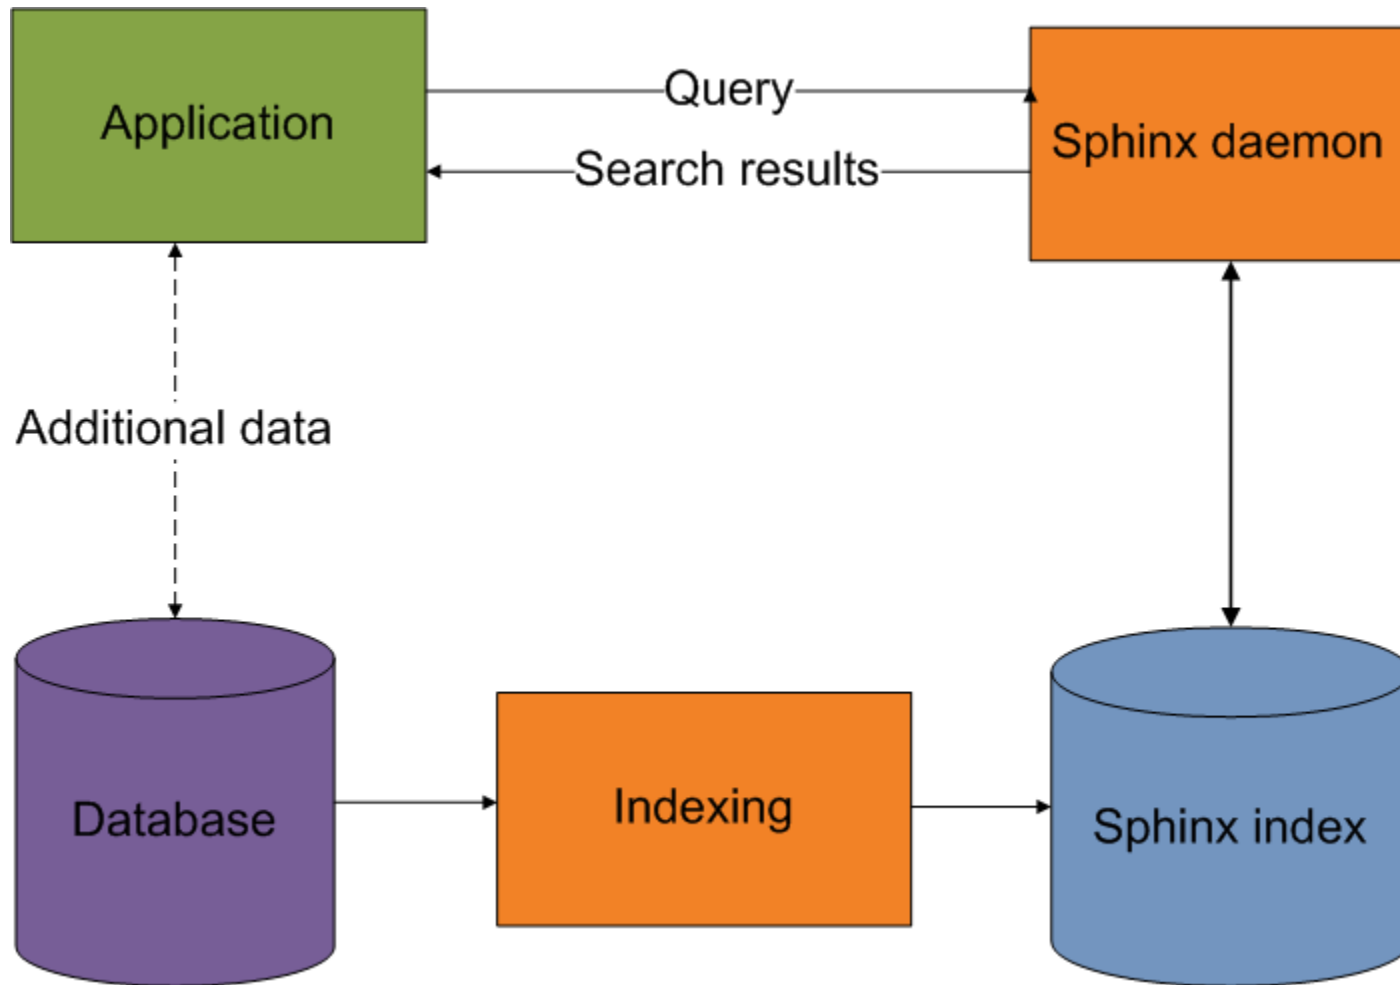 Application
Query
Search results
Sphinx daemon
Additional data
Database
Indexing
Sphinx index